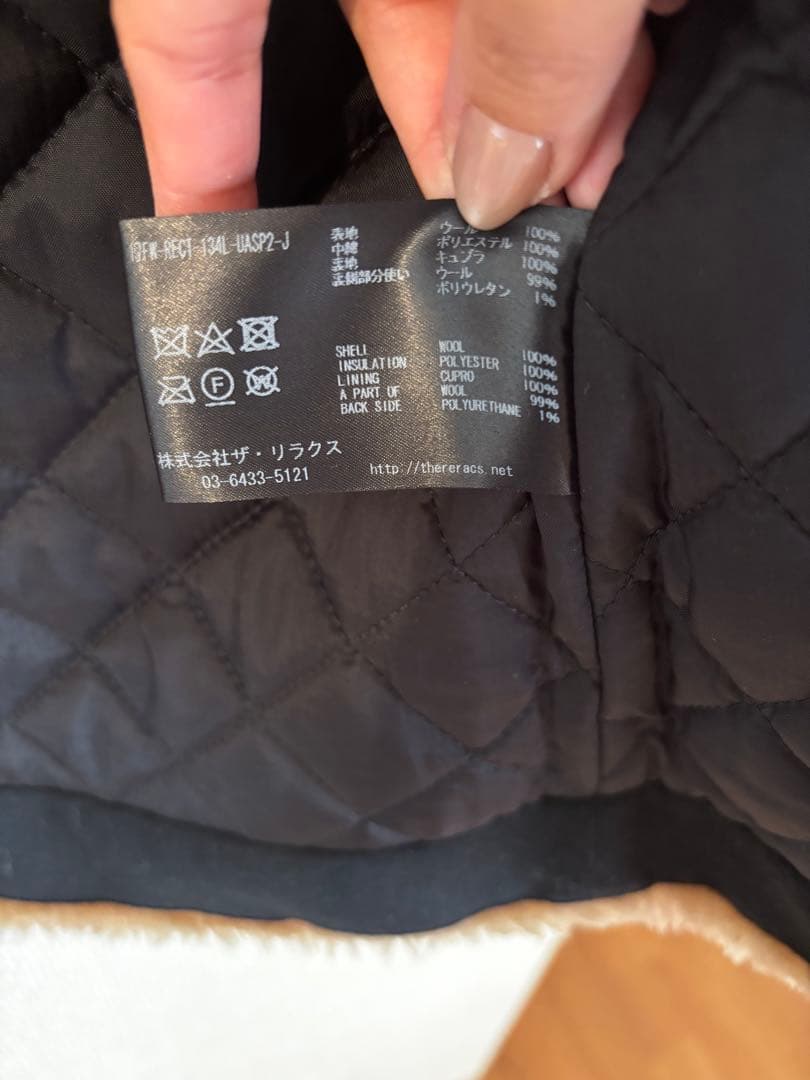 19FW-RECT-134L-UASP2-J
表地 ウール 100%
中綿 ポリエステル 100%
裏地 キュプラ 100%
裏側部分使い ウール 99%
ポリウレタン 1%
SHELL WOOL 100%
INSULATION POLYESTER 100%
LINING CUPRO 100%
A PART OF BACK SIDE WOOL 99%
POLYURETHANE 1%
F W
株式会社ザ・リラクス
03-6433-5121
http://thereracs.net